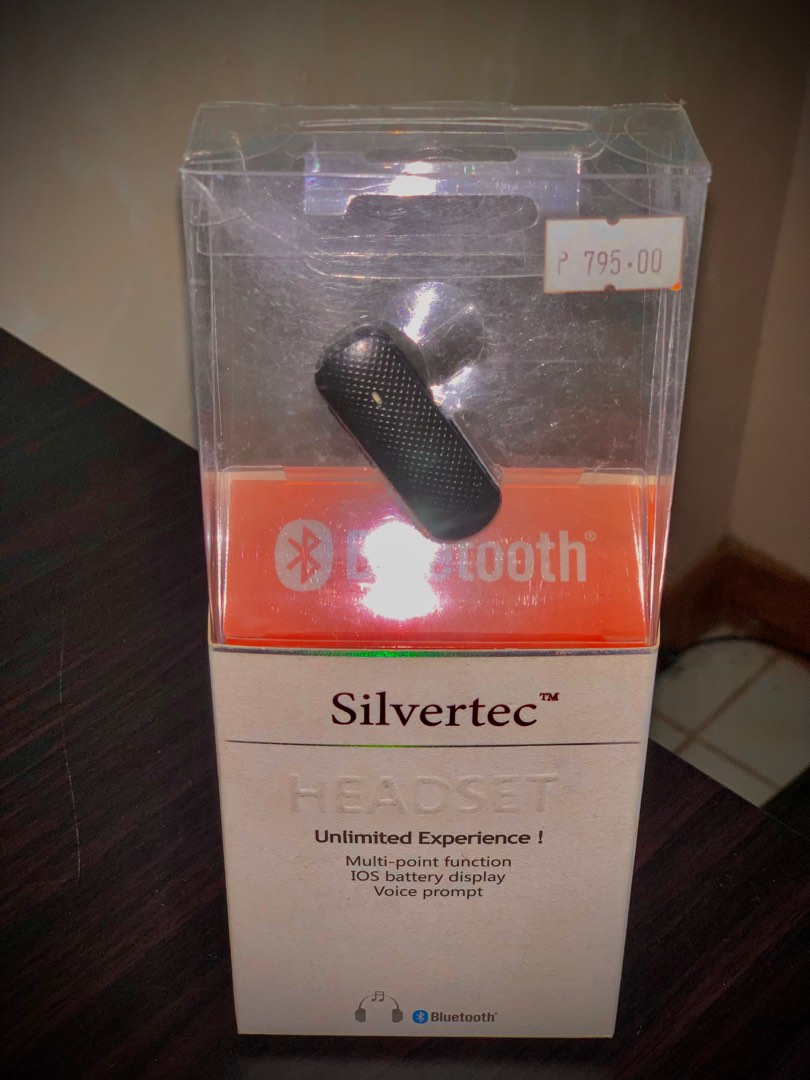 P 795.00
Bluetooth®
Silvertec™
HEADSET
Unlimited Experience !
Multi-point function
IOS battery display
Voice prompt
Bluetooth®